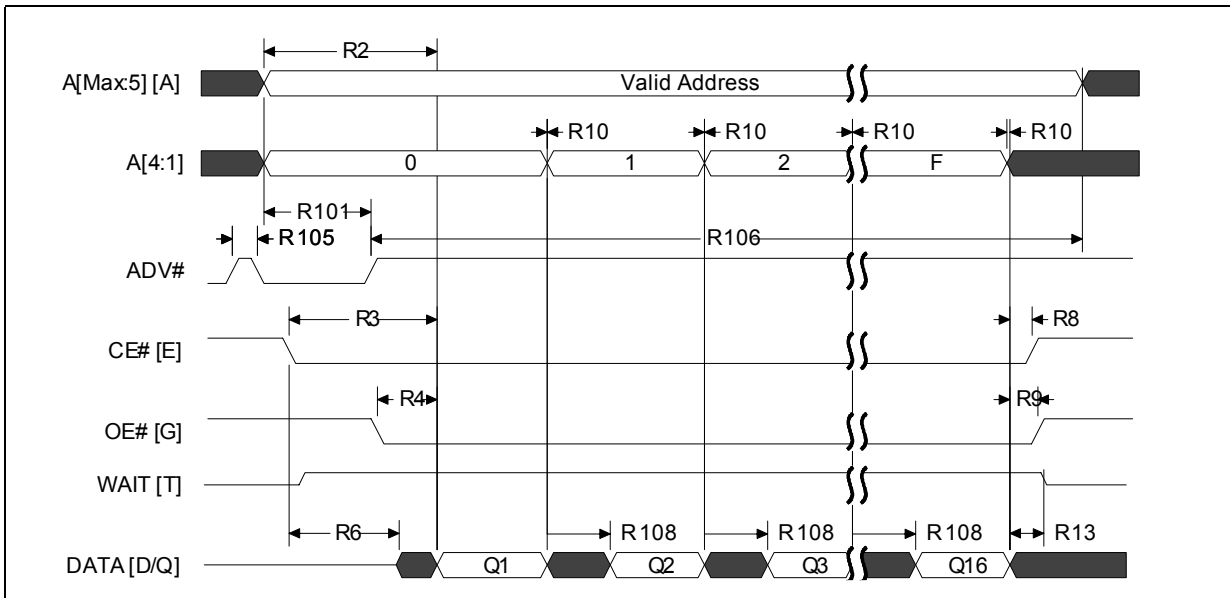 R2
A[Max:5] [A]
Valid Address
R10 R10 R10 R10
A[4:1]
0 1 2 F
R101
R105
R106
ADV#
R3
R8
CE# [E]
R4
R9
OE# [G]
WAIT [T]
R6
R108 R108 R108 R13
DATA [D/Q]
Q1 Q2 Q3 Q16